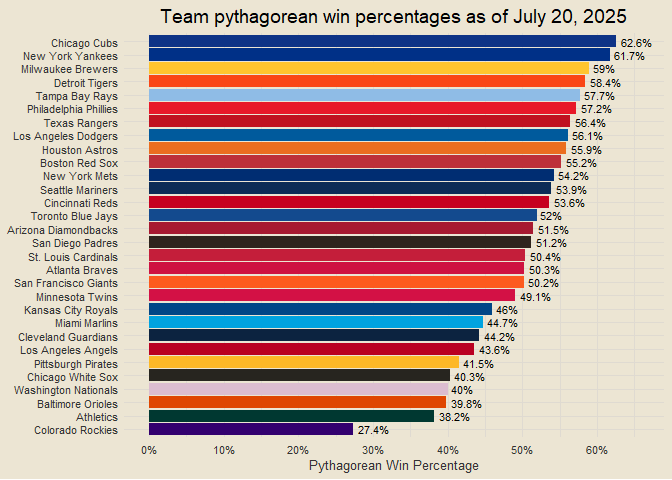 Team pythagorean win percentages as of July 20, 2025
Chicago Cubs 62.6%
New York Yankees 61.7%
Milwaukee Brewers 59%
Detroit Tigers 58.4%
Tampa Bay Rays 57.7%
Philadelphia Phillies 57.2%
Texas Rangers 56.4%
Los Angeles Dodgers 56.1%
Houston Astros 55.9%
Boston Red Sox 55.2%
New York Mets 54.2%
Seattle Mariners 53.9%
Cincinnati Reds 53.6%
Toronto Blue Jays 52%
Arizona Diamondbacks 51.5%
San Diego Padres 51.2%
St. Louis Cardinals 50.4%
Atlanta Braves 50.3%
San Francisco Giants 50.2%
Minnesota Twins 49.1%
Kansas City Royals 46%
Miami Marlins 44.7%
Cleveland Guardians 44.2%
Los Angeles Angels 43.6%
Pittsburgh Pirates 41.5%
Chicago White Sox 40.3%
Washington Nationals 40%
Baltimore Orioles 39.8%
Athletics 38.2%
Colorado Rockies 27.4%
0% 10% 20% 30% 40% 50% 60%
Pythagorean Win Percentage